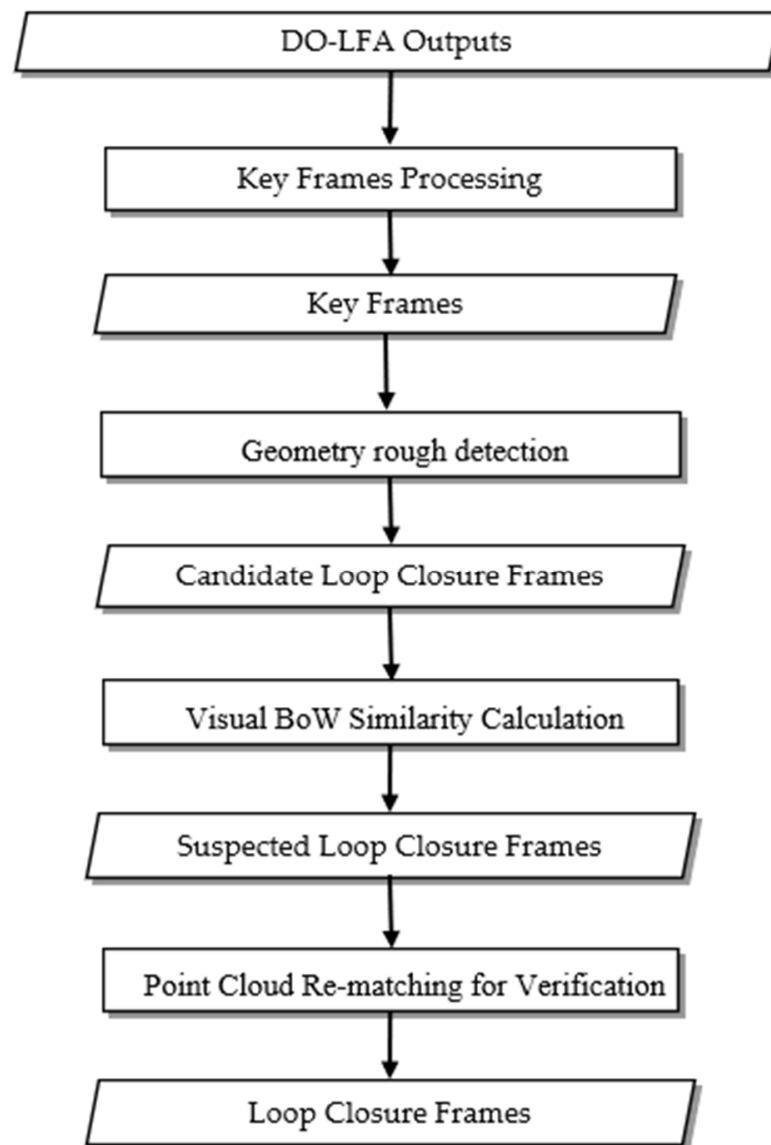 DO-LFA Outputs
Key Frames Processing
Key Frames
Geometry rough detection
Candidate Loop Closure Frames
Visual BoW Similarity Calculation
Suspected Loop Closure Frames
Point Cloud Re-matching for Verification
Loop Closure Frames